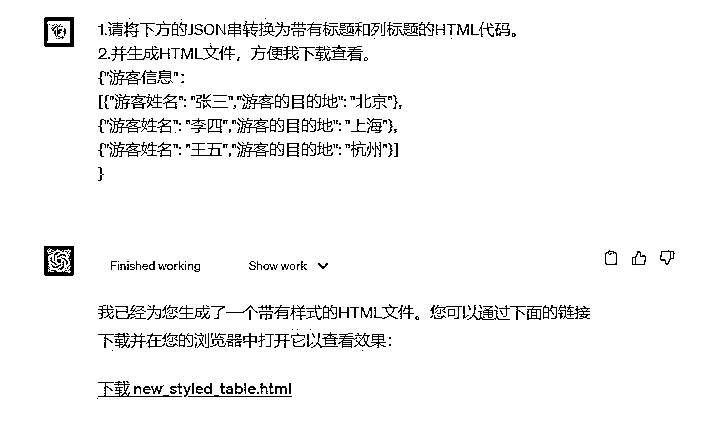 1.请将下方的JSON串转换为带有标题和列标题的HTML代码。
2.并生成HTML文件，方便我下载查看。
{"游客信息":
[{"游客姓名": "张三","游客的目的地": "北京"},
{"游客姓名": "李四","游客的目的地": "上海"},
{"游客姓名": "王五","游客的目的地": "杭州"}]
}
Finished working Show work
我已经为您生成了一个带有样式的HTML文件。您可以通过下面的链接
下载并在您的浏览器中打开它以查看效果：
下载 new_styled_table.html